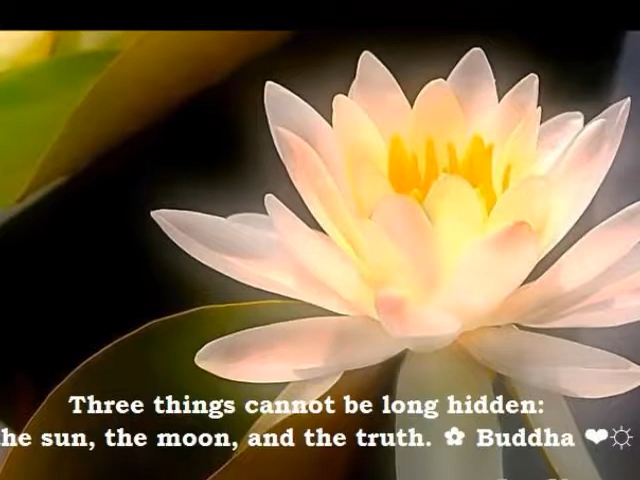 Three things cannot be long hidden:
he sun, the moon, and the truth. ✿ Buddha ❤☼